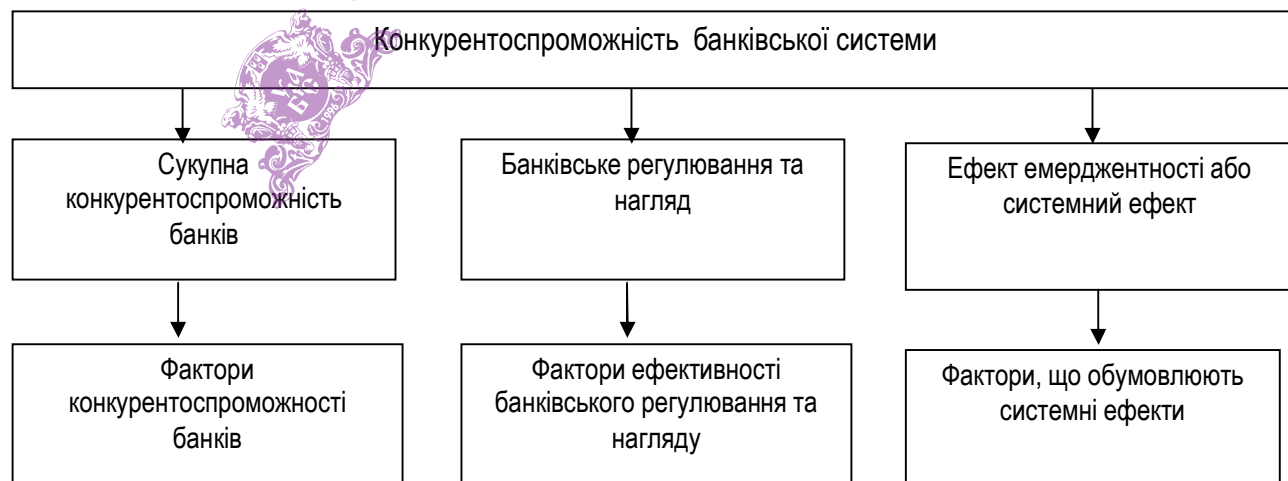 Конкурентоспроможність банківської системи
Сукупна
конкурентоспроможність
банків
Банківське регулювання та
нагляд
Ефект емерджентності або
системний ефект
Фактори
конкурентоспроможності
банків
Фактори ефективності
банківського регулювання та
нагляду
Фактори, що обумовлюють
системні ефекти
1996